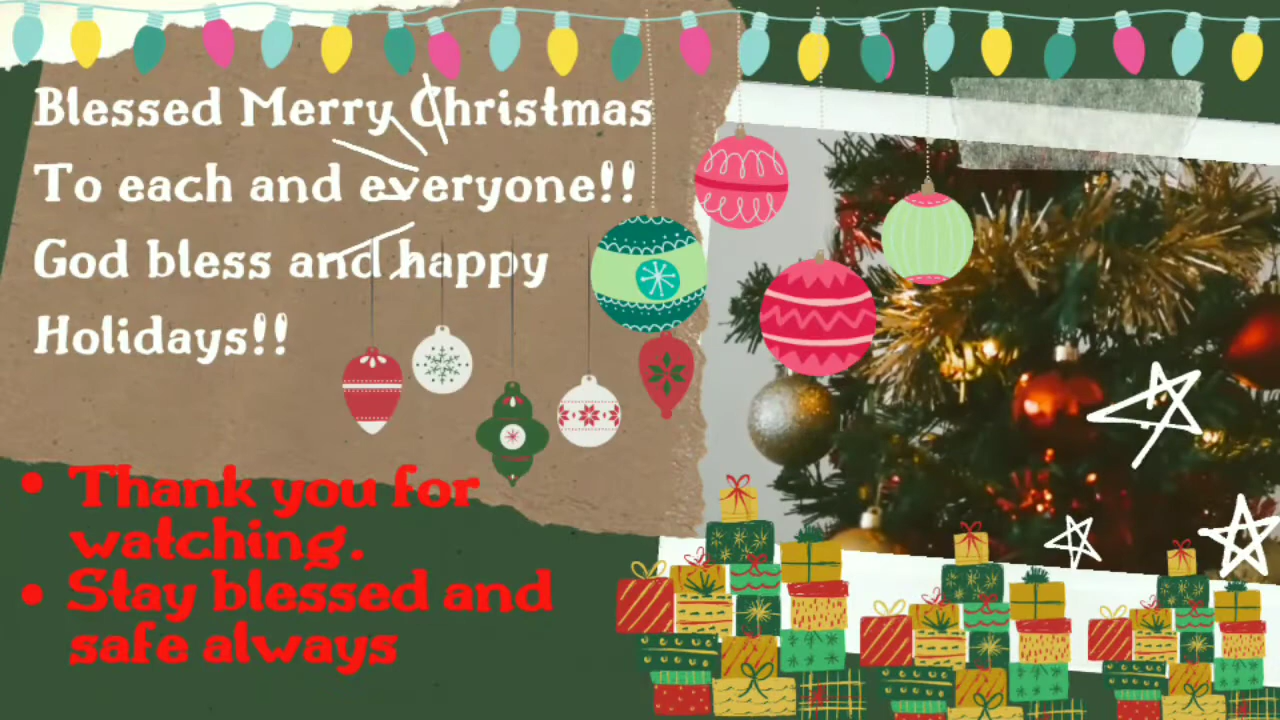 Blessed Merry Christmas
To each and everyone!!
God bless and happy
Holidays!!
• Thank you for
watching.
• Stay blessed and
safe always